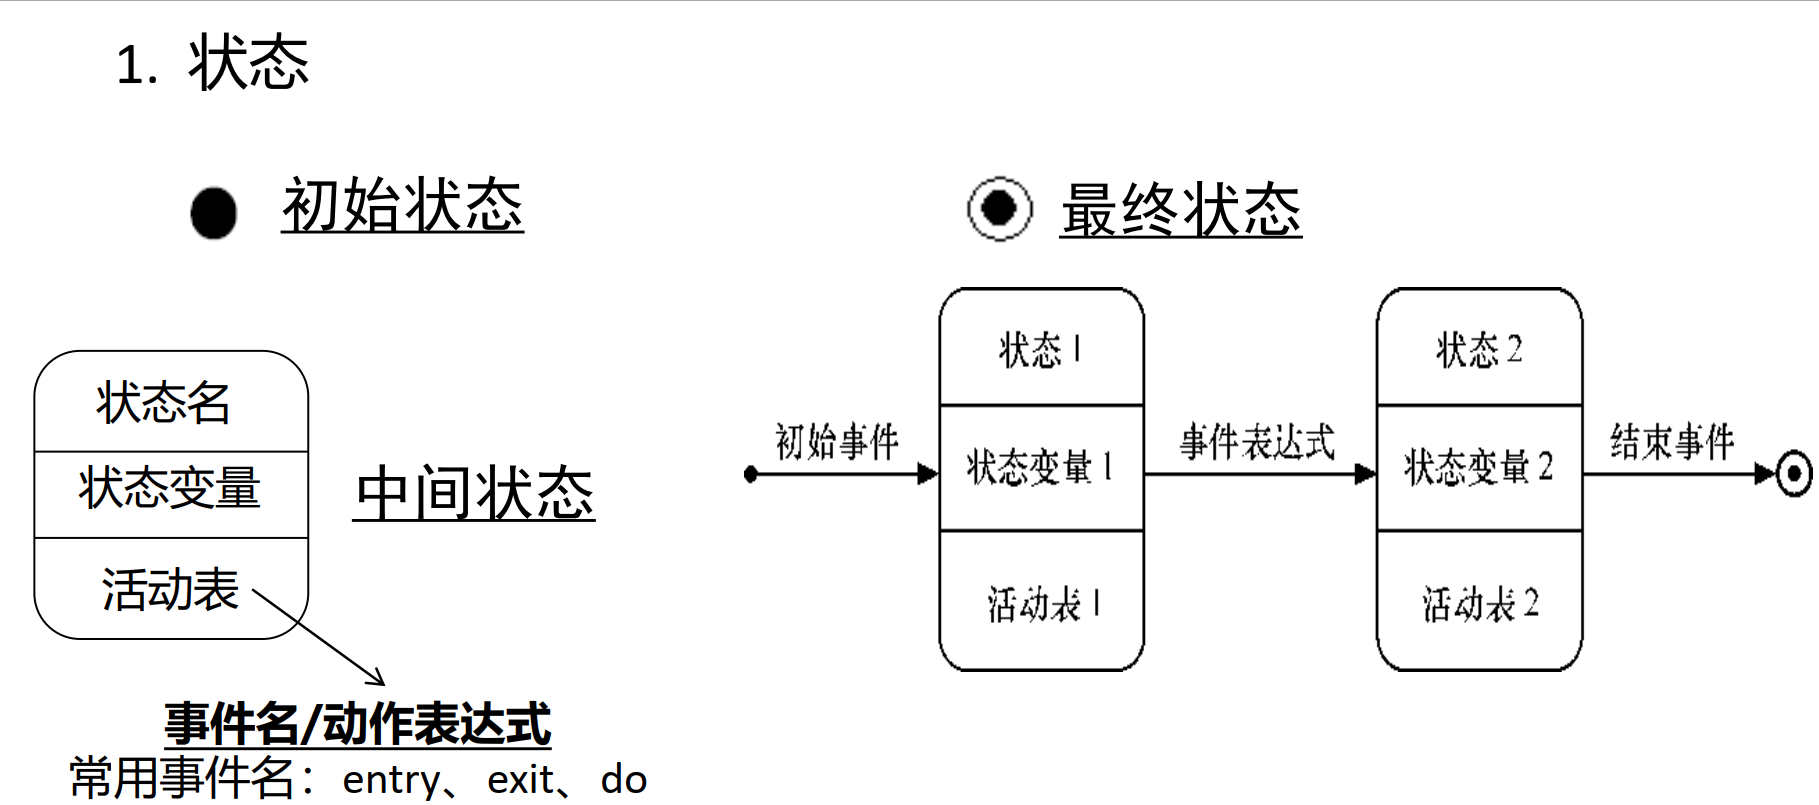 1. 状态
初始状态
最终状态
状态名
状态变量
活动表
中间状态
事件名/动作表达式
常用事件名：entry、exit、do
初始事件
状态 1
状态变量 1
活动表 1
事件表达式
状态 2
状态变量 2
活动表 2
结束事件